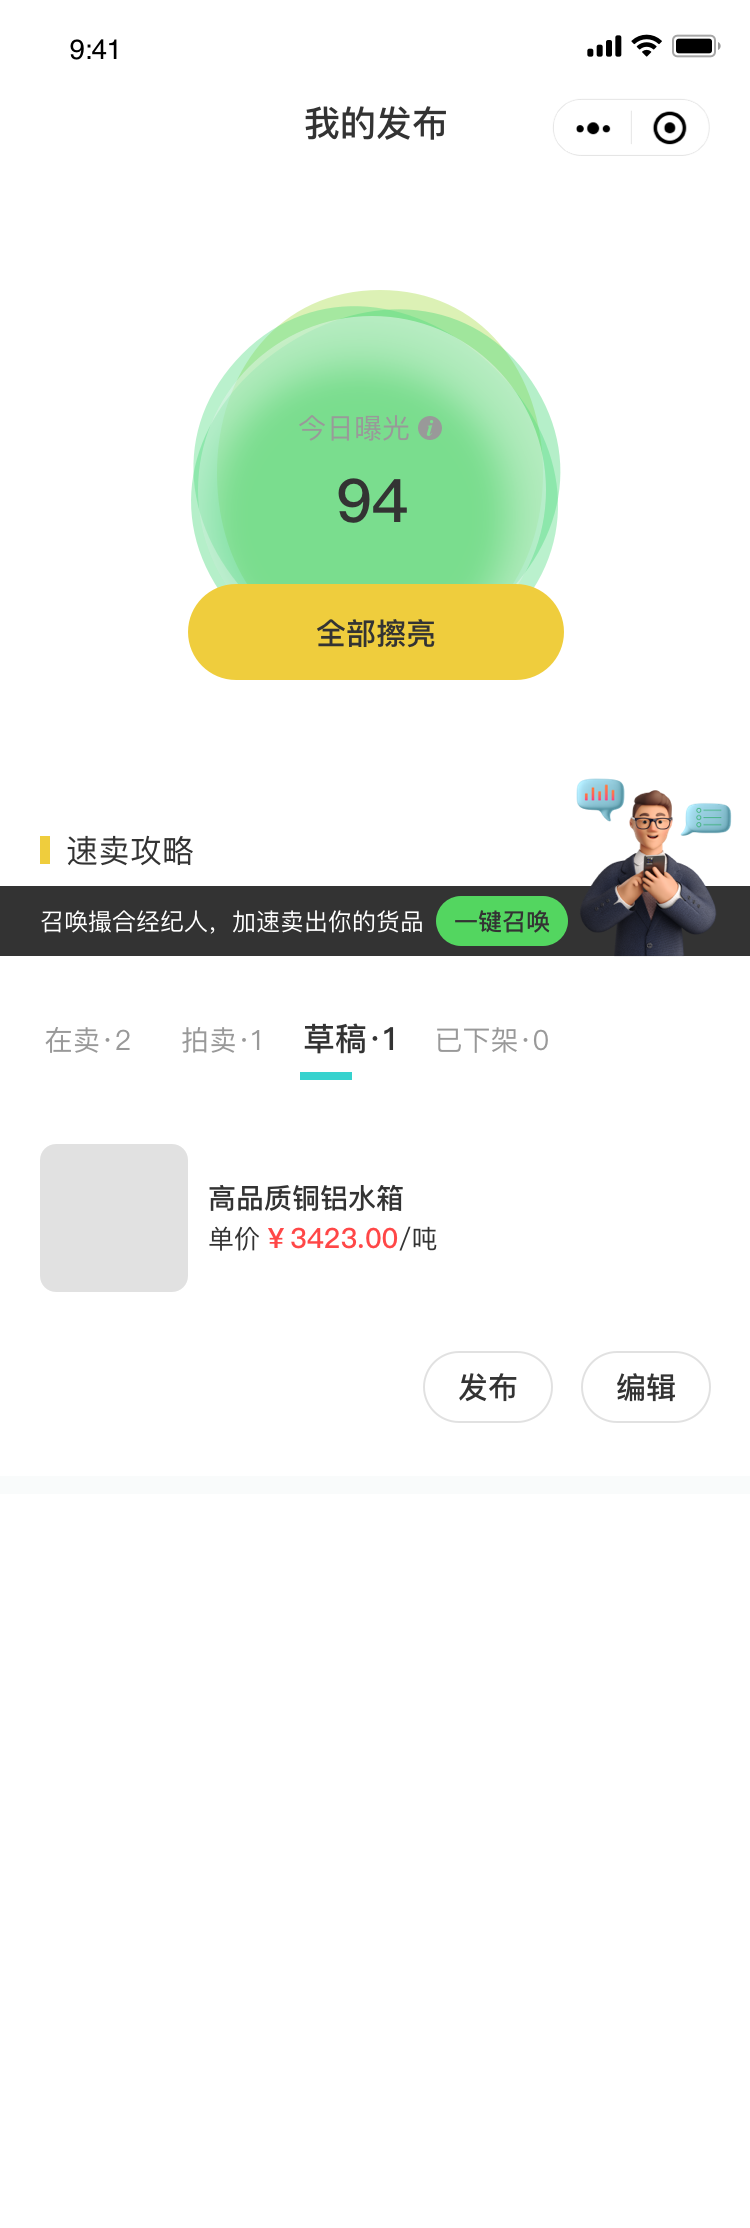 9:41
我的发布
今日曝光
94
全部擦亮
速卖攻略
召唤撮合经纪人，加速卖出你的货品 一键召唤
在卖·2 拍卖·1 草稿·1 已下架·0
高品质铜铝水箱
单价 ¥ 3423.00/吨
发布 编辑